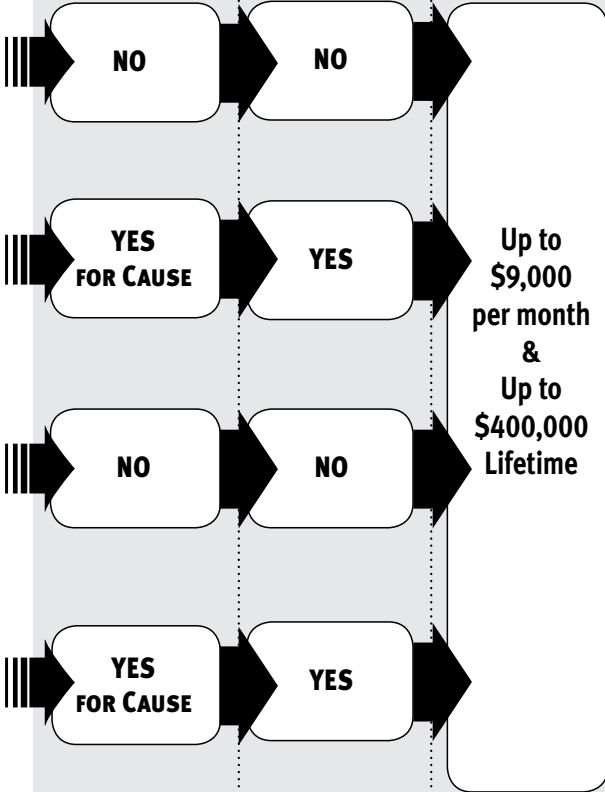 NO
NO
YES
FOR CAUSE
YES
NO
NO
YES
FOR CAUSE
YES
Up to
$9,000
per month
&
Up to
$400,000
Lifetime